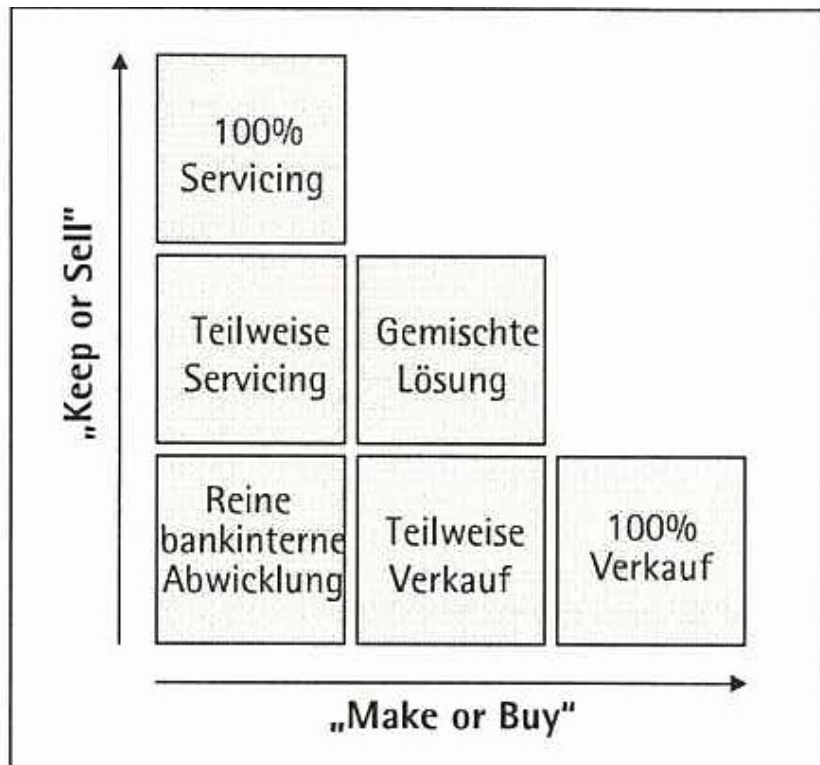 „Keep or Sell"
100%
Servicing
Teilweise
Servicing
Gemischte
Lösung
Reine
bankinterne
Abwicklung
Teilweise
Verkauf
100%
Verkauf
„Make or Buy“